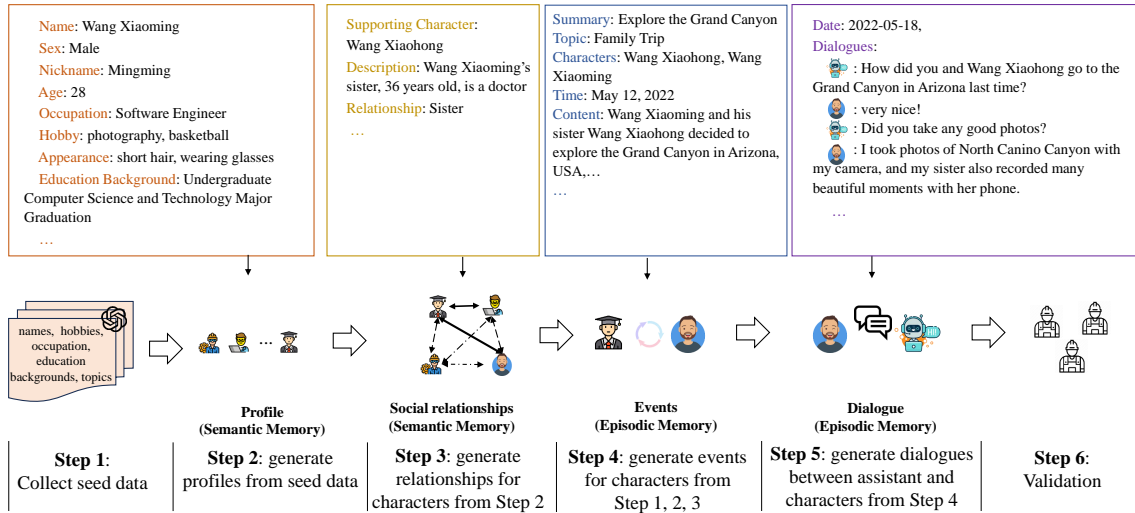 Name: Wang Xiaoming
Sex: Male
Nickname: Mingming
Age: 28
Occupation: Software Engineer
Hobby: photography, basketball
Appearance: short hair, wearing glasses
Education Background: Undergraduate
Computer Science and Technology Major
Graduation
…
Supporting Character:
Wang Xiaohong
Description: Wang Xiaoming's
sister, 36 years old, is a doctor
Relationship: Sister
…
Summary: Explore the Grand Canyon
Topic: Family Trip
Characters: Wang Xiaohong, Wang
Xiaoming
Time: May 12, 2022
Content: Wang Xiaoming and his
sister Wang Xiaohong decided to
explore the Grand Canyon in Arizona,
USA,…
…
Date: 2022-05-18,
Dialogues:
: How did you and Wang Xiaohong go to the
Grand Canyon in Arizona last time?
: very nice!
: Did you take any good photos?
: I took photos of North Canino Canyon with
my camera, and my sister also recorded many
beautiful moments with her phone.
…
names, hobbies,
occupation,
education
backgrounds, topics
...
Profile
(Semantic Memory)
Social relationships
(Semantic Memory)
Events
(Episodic Memory)
Dialogue
(Episodic Memory)
Step 1:
Collect seed data
Step 2: generate
profiles from seed data
Step 3: generate
relationships for
characters from Step 2
Step 4: generate events
for characters from
Step 1, 2, 3
Step 5: generate dialogues
between assistant and
characters from Step 4
Step 6:
Validation